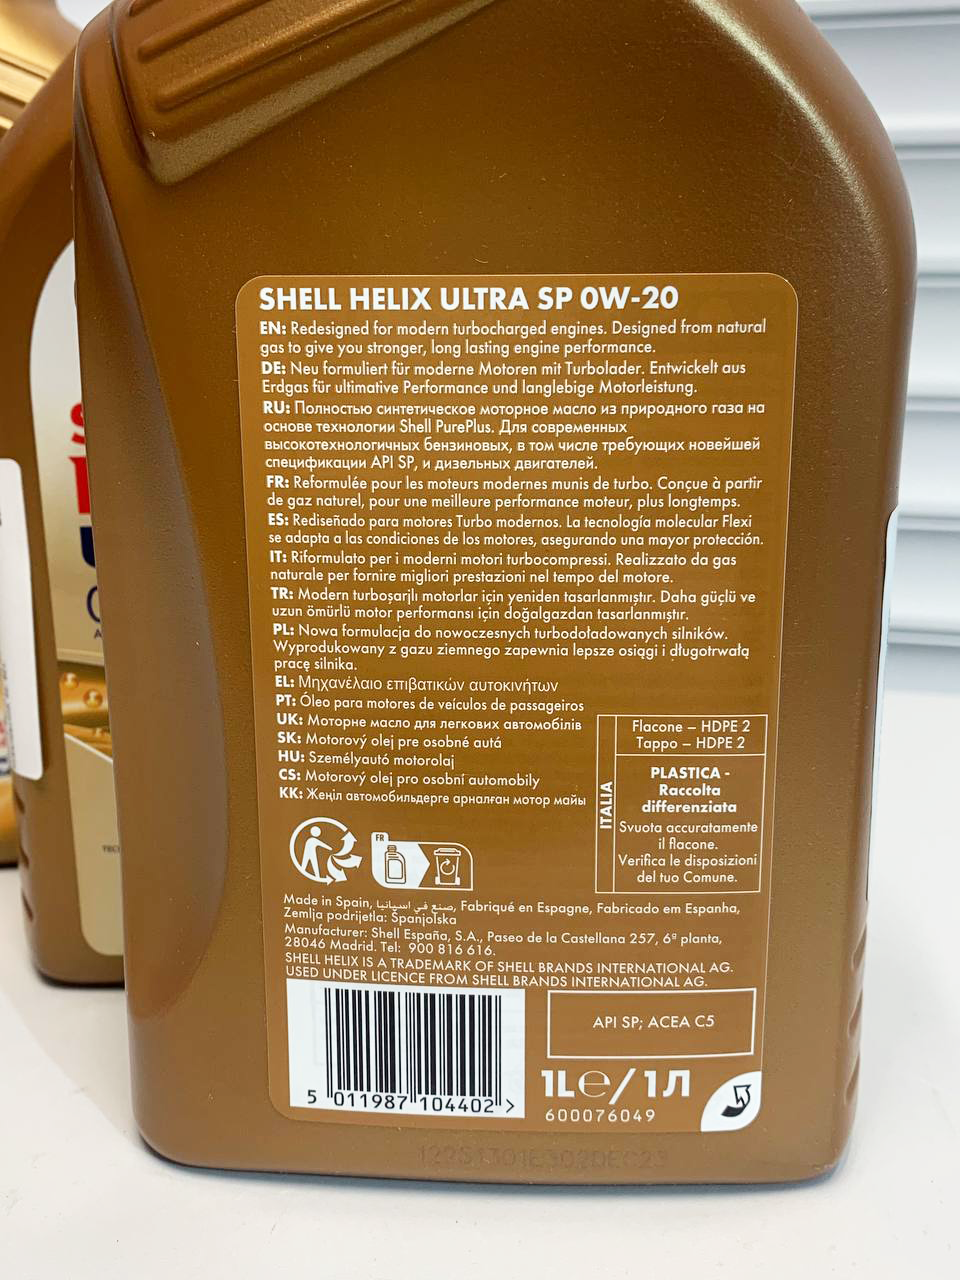 SHELL HELIX ULTRA SP 0W-20
EN: Redesigned for modern turbocharged engines. Designed from natural
gas to give you stronger, long lasting engine performance.
DE: Neu formuliert für moderne Motoren mit Turbolader. Entwickelt aus
Erdgas für ultimative Performance und langlebige Motorleistung.
RU: Полностью синтетическое моторное масло из природного газа на
основе технологии Shell PurePlus. Для современных
высокотехнологичных бензиновых, в том числе требующих новейшей
спецификации API SP, и дизельных двигателей.
FR: Reformulée pour les moteurs modernes munis de turbo. Conçue à partir
de gaz naturel, pour une meilleure performance moteur, plus longtemps.
ES: Rediseñado para motores Turbo modernos. La tecnología molecular Flexi
se adapta a las condiciones de los motores, asegurando una mayor protección.
IT: Riformulato per i moderni motori turbocompressi. Realizzato da gas
naturale per fornire migliori prestazioni nel tempo del motore.
TR: Modern turboşarjlı motorlar için yeniden tasarlanmıştır. Daha güçlü ve
uzun ömürlü motor performansı için doğalgazdan tasarlanmıştır.
PL: Nowa formulacja do nowoczesnych turbodoładowanych silników.
Wyprodukowany z gazu ziemnego zapewnia lepsze osiągi i długotrwałą
pracę silnika.
EL: Μηχανέλαιο επιβατικών αυτοκινήτων
PT: Óleo para motores de veículos de passageiros
UK: Моторне масло для легкових автомобілів
SK: Motorový olej pre osobné autá
HU: Személyautó motorolaj
CS: Motorový olej pro osobní automobily
KK: Жеңіл автомобильдерге арналған мотор майы
ITALIA
Flacone – HDPE 2
Tappo – HDPE 2
PLASTICA -
Raccolta
differenziata
Svuota accuratamente
il flacone.
Verifica le disposizioni
del tuo Comune.
FR
Made in Spain, صنع في اسبانيا, Fabriqué en Espagne, Fabricado em Espanha,
Zemlja podrijetla: Španjolska
Manufacturer: Shell España, S.A., Paseo de la Castellana 257, 6ª planta,
28046 Madrid. Tel: 900 816 616.
SHELL HELIX IS A TRADEMARK OF SHELL BRANDS INTERNATIONAL AG.
USED UNDER LICENCE FROM SHELL BRANDS INTERNATIONAL AG.
API SP; ACEA C5
5 011987 104402 >
1L℮/1Л
600076049